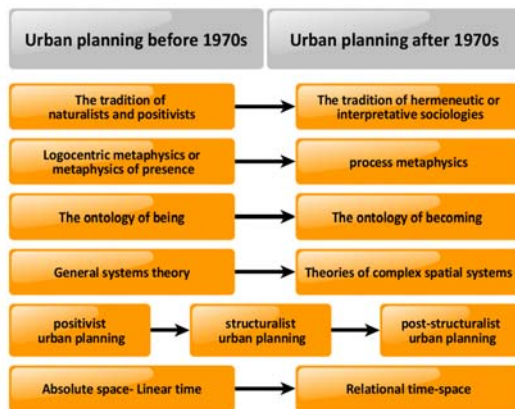 Urban planning before 1970s
Urban planning after 1970s
The tradition of
naturalists and positivists
The tradition of hermeneutic or
interpretative sociologies
Logocentric metaphysics or
metaphysics of presence
process metaphysics
The ontology of being
The ontology of becoming
General systems theory
Theories of complex spatial systems
positivist
urban planning
structuralist
urban planning
post-structuralist
urban planning
Absolute space- Linear time
Relational time-space